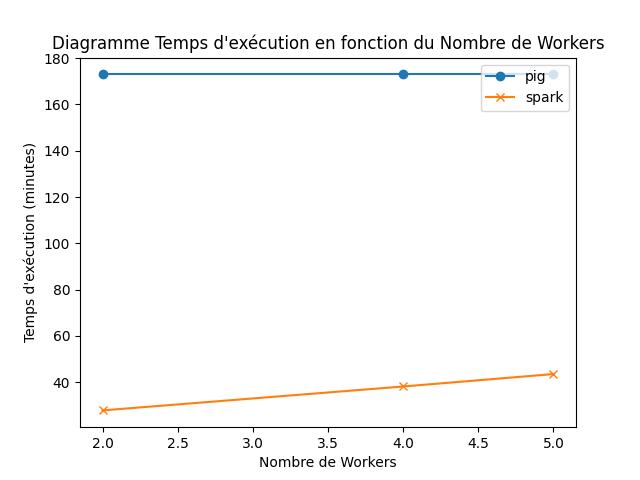 Diagramme Temps d'exécution en fonction du Nombre de Workers
180
160
140
120
100
80
60
40
Temps d'exécution (minutes)
pig
spark
2.0 2.5 3.0 3.5 4.0 4.5 5.0
Nombre de Workers